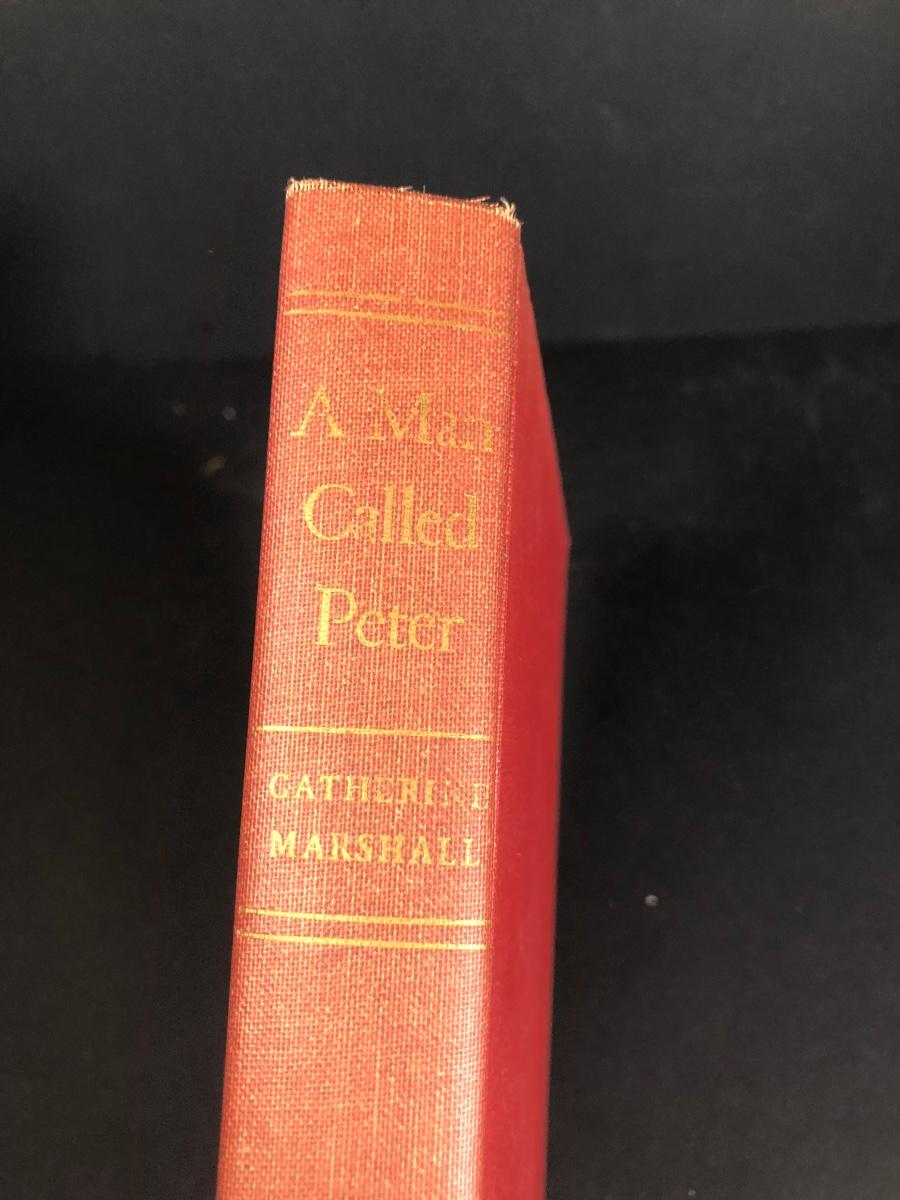 A Man
Called
Peter
CATHERINE
MARSHALL